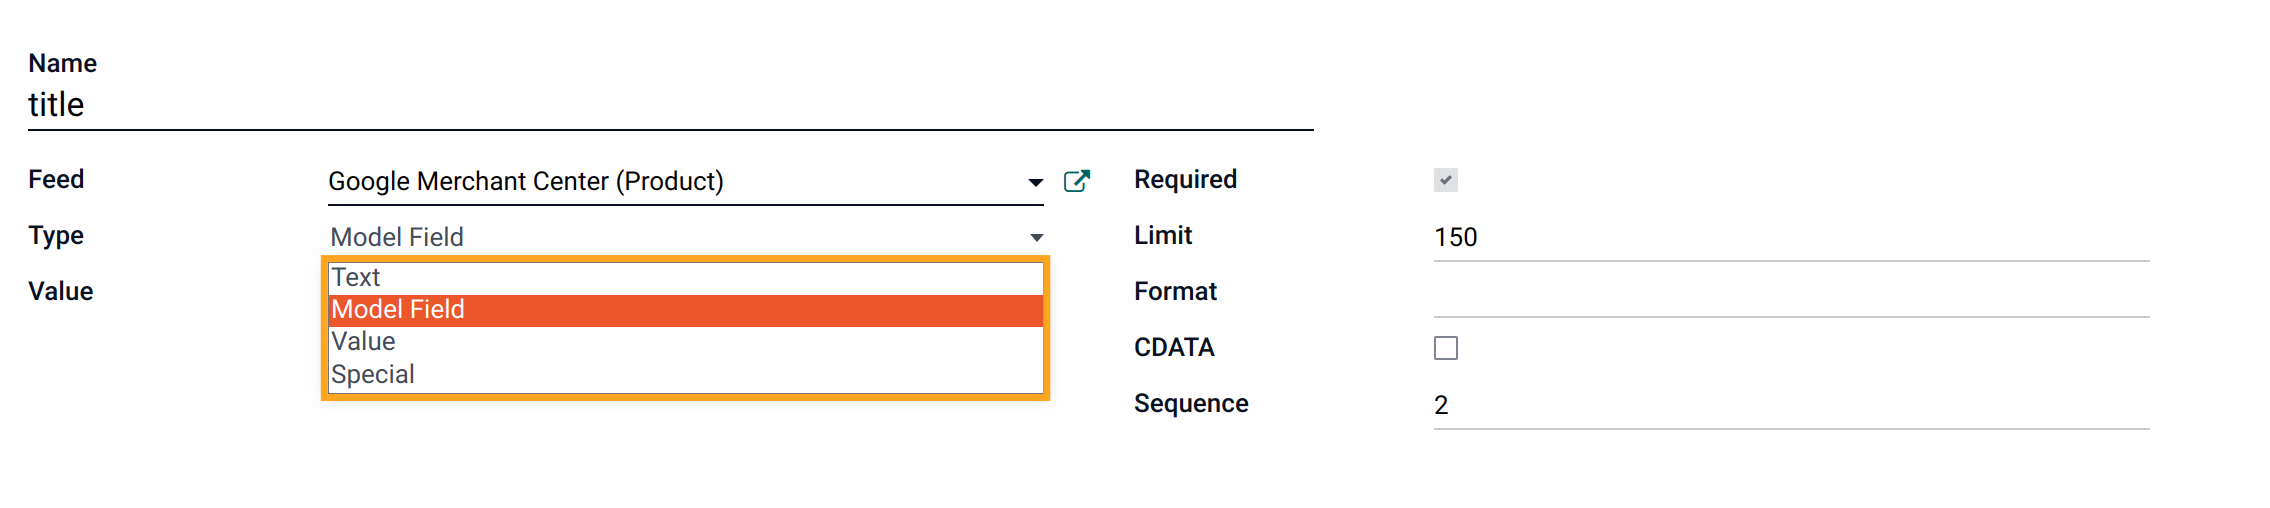 Name
title
Feed
Google Merchant Center (Product)
Type
Model Field
Value
Text
Model Field
Value
Special
Required
Limit
150
Format
CDATA
Sequence
2